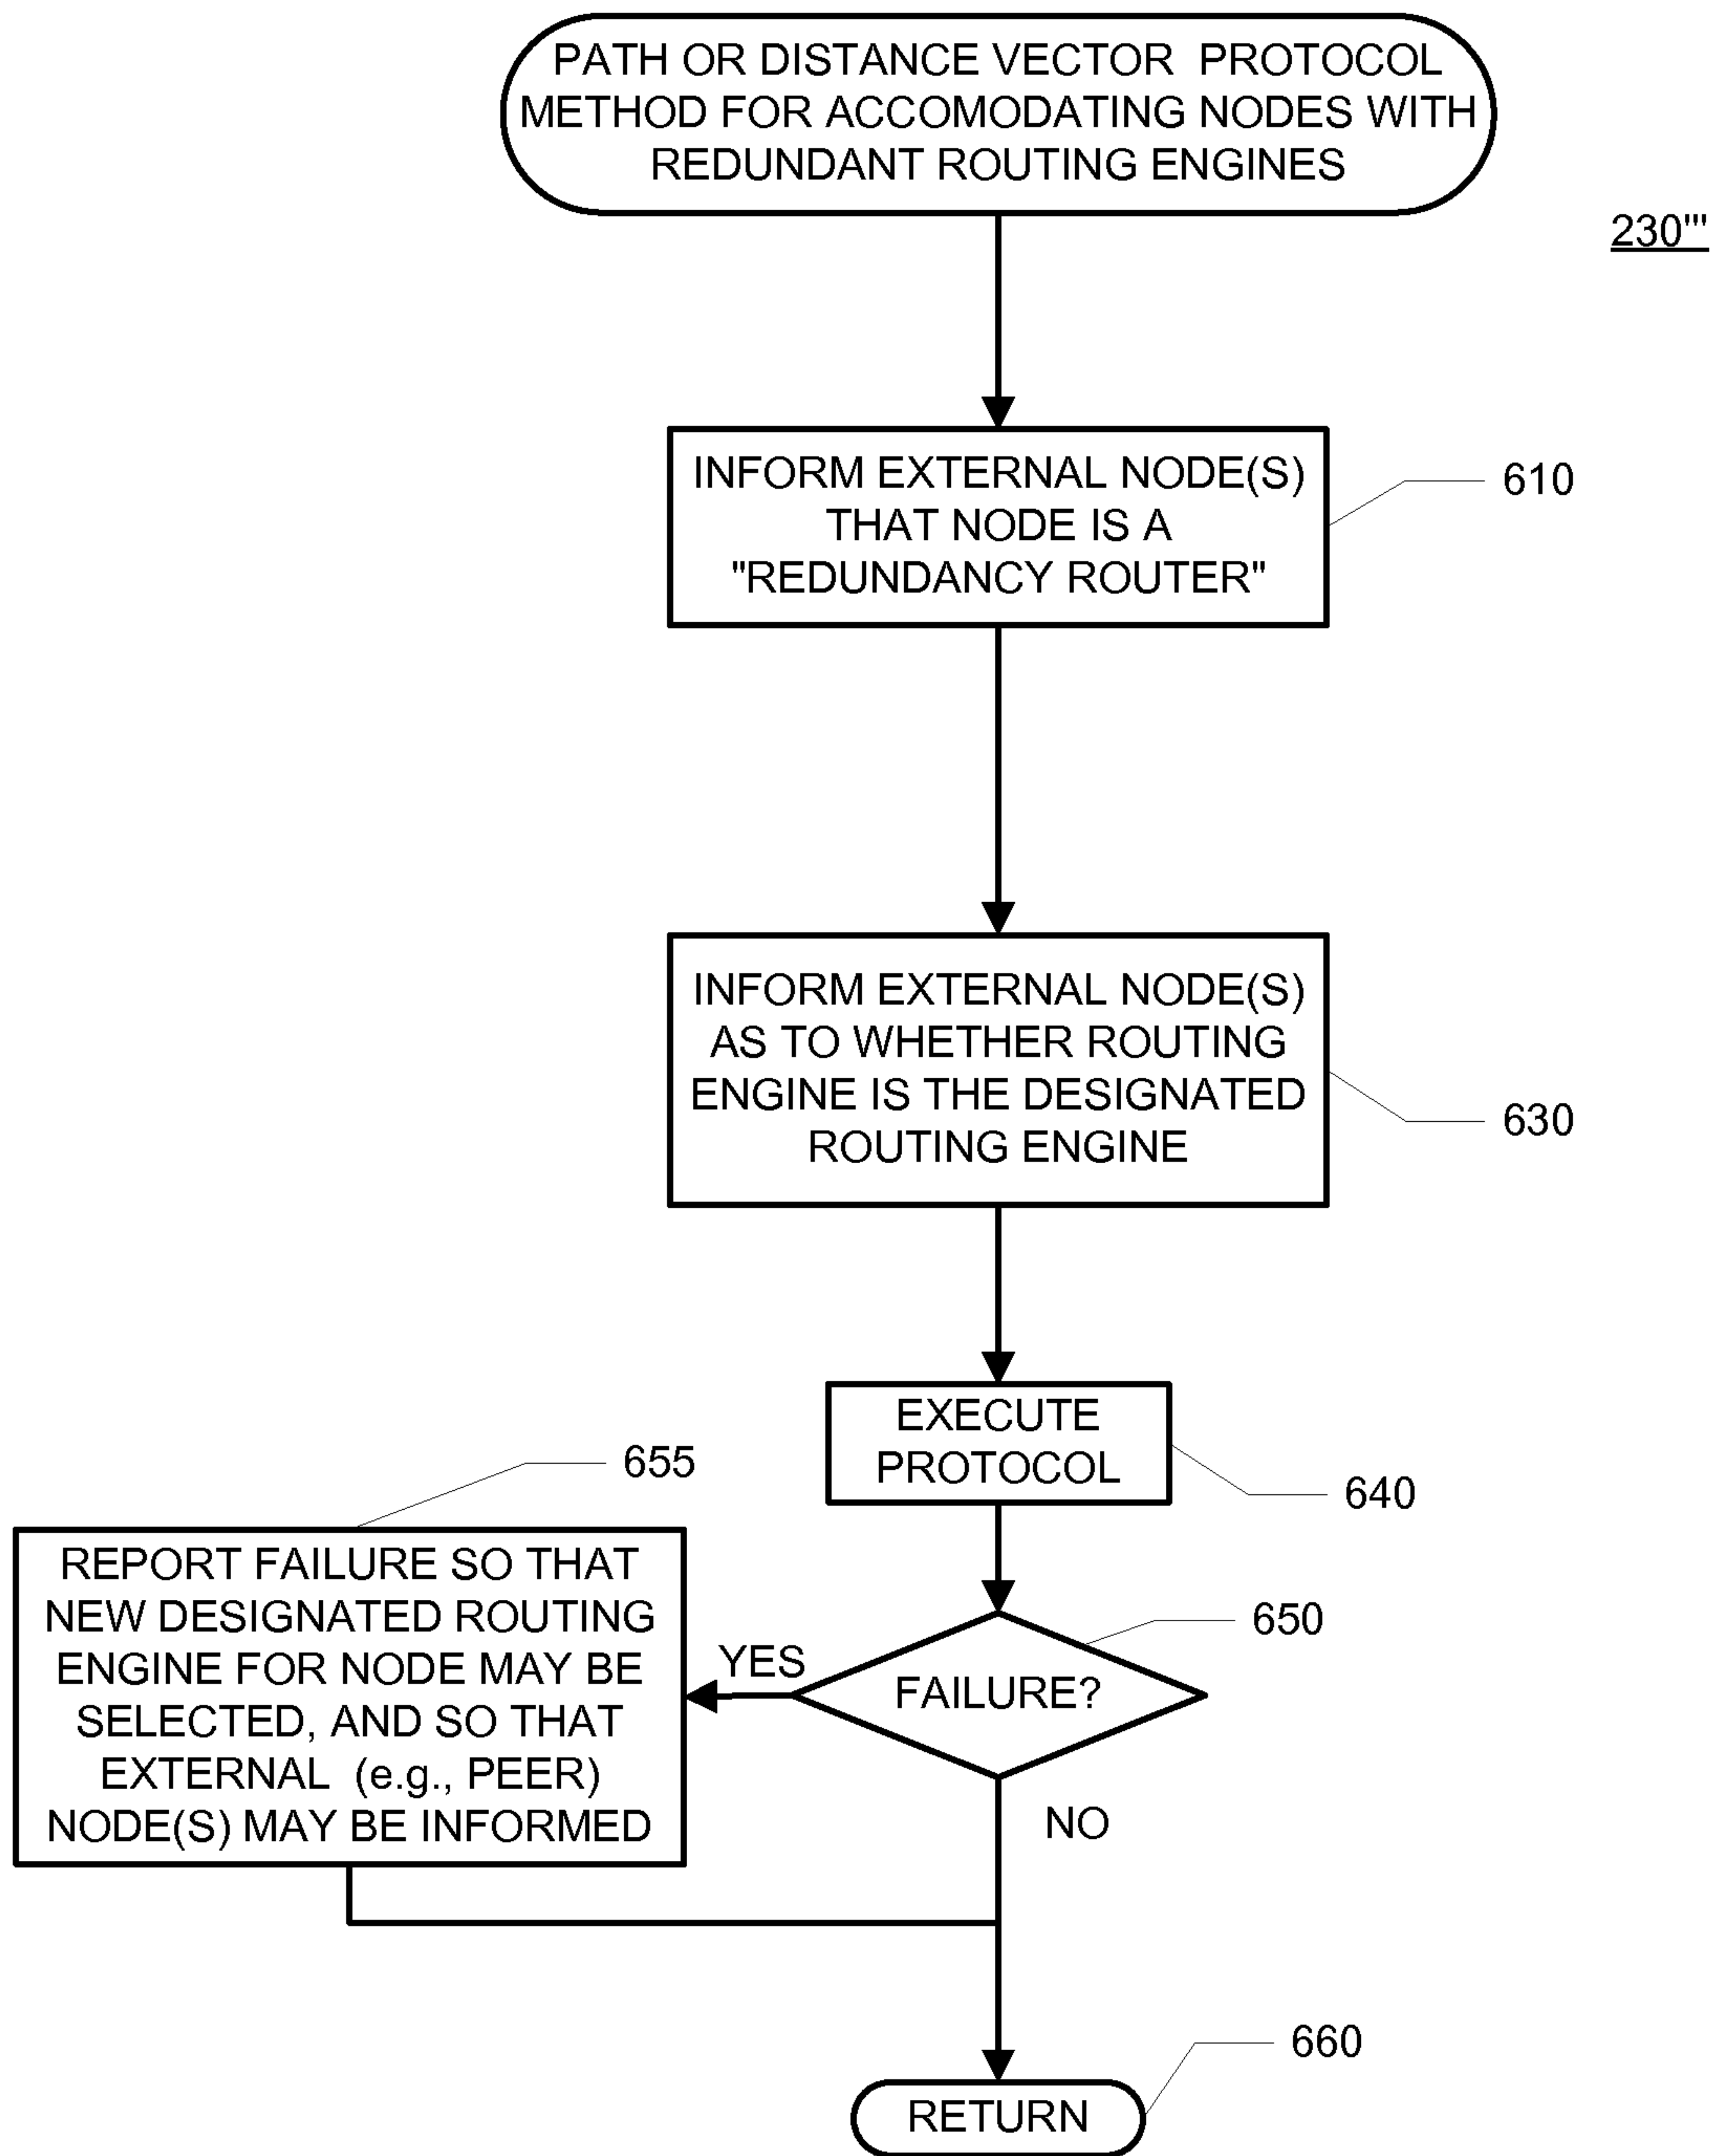 PATH OR DISTANCE VECTOR PROTOCOL
METHOD FOR ACCOMODATING NODES WITH
REDUNDANT ROUTING ENGINES
230'''
INFORM EXTERNAL NODE(S)
THAT NODE IS A
"REDUNDANCY ROUTER"
610
INFORM EXTERNAL NODE(S)
AS TO WHETHER ROUTING
ENGINE IS THE DESIGNATED
ROUTING ENGINE
630
EXECUTE
PROTOCOL
640
655
REPORT FAILURE SO THAT
NEW DESIGNATED ROUTING
ENGINE FOR NODE MAY BE
SELECTED, AND SO THAT
EXTERNAL (e.g., PEER)
NODE(S) MAY BE INFORMED
YES
FAILURE?
650
NO
660
RETURN